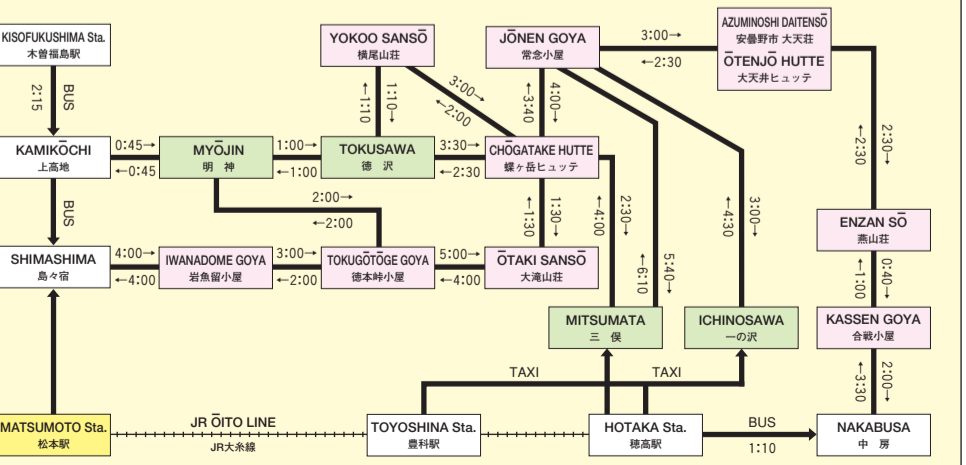 KISOFUKUSHIMA Sta.
木曽福島駅
YOKOO SANSŌ
横尾山荘
JŌNEN GOYA
常念小屋
3:00→
←2:30
AZUMINOSHI DAITENSŌ
安曇野市 大天荘
ŌTENJŌ HUTTE
大天井ヒュッテ
2:15
BUS
←1:10
1:10→
3:00→
←2:00
←3:40
4:00→
←2:30
2:30→
KAMIKŌCHI
上高地
0:45→
←0:45
MYŌJIN
明 神
1:00→
←1:00
TOKUSAWA
徳 沢
3:30→
←2:30
CHŌGATAKE HUTTE
蝶ヶ岳ヒュッテ
BUS
2:00→
←2:00
←1:30
1:30→
←4:00
2:30→
←6:10
5:40→
←4:30
3:00→
ENZAN SŌ
燕山荘
SHIMASHIMA
島々宿
4:00→
←4:00
IWANADOME GOYA
岩魚留小屋
3:00→
←2:00
TOKUGŌTŌGE GOYA
徳本峠小屋
5:00→
←4:00
ŌTAKI SANSŌ
大滝山荘
←1:00
0:40→
MITSUMATA
三 俣
ICHINOSAWA
一の沢
KASSEN GOYA
合戦小屋
TAXI
TAXI
←3:30
2:00→
MATSUMOTO Sta.
松本駅
JR ŌITO LINE
JR大糸線
TOYOSHINA Sta.
豊科駅
HOTAKA Sta.
穂高駅
BUS
1:10
NAKABUSA
中 房